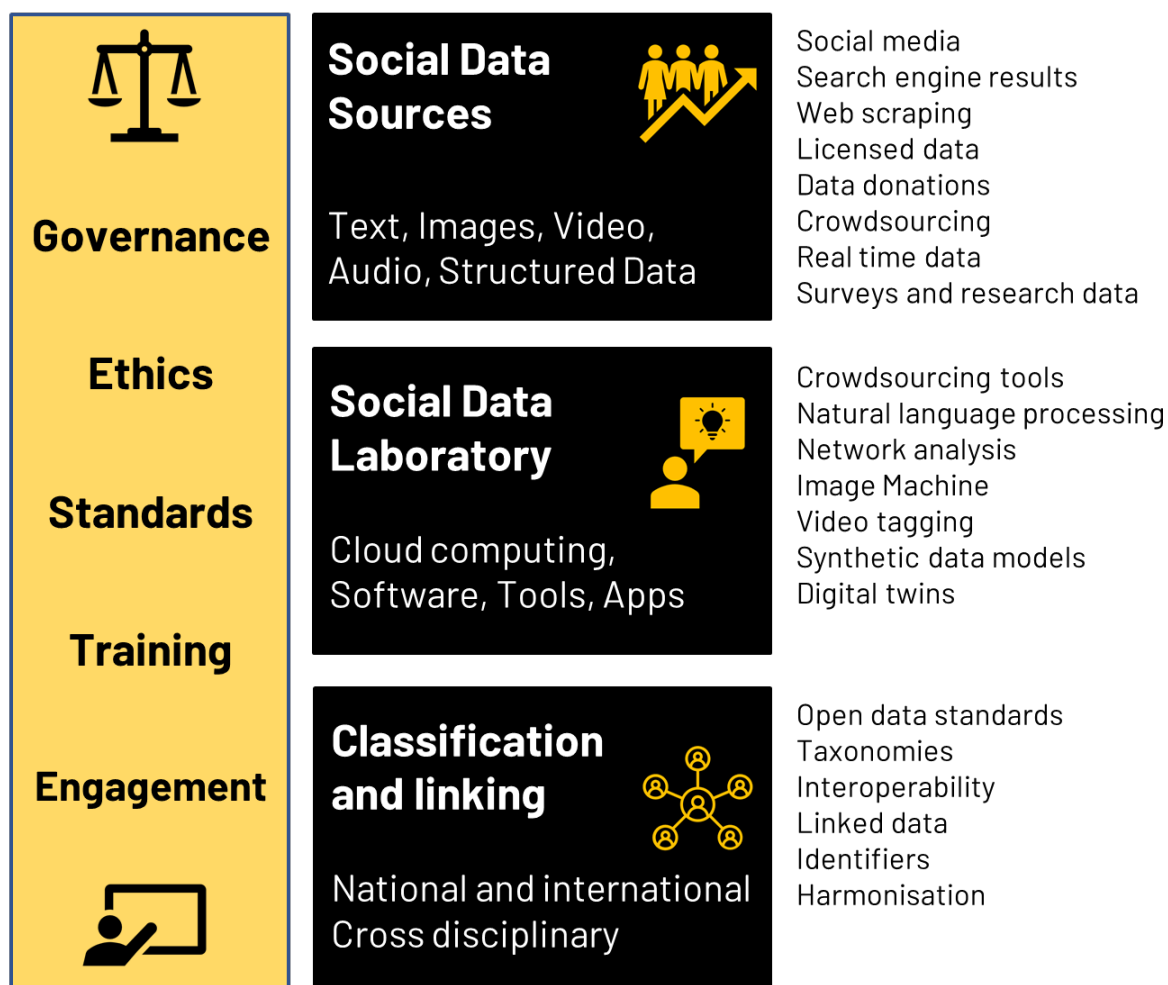 Governance
Ethics
Standards
Training
Engagement
Social Data
Sources
Text, Images, Video,
Audio, Structured Data
Social media
Search engine results
Web scraping
Licensed data
Data donations
Crowdsourcing
Real time data
Surveys and research data
Social Data
Laboratory
Cloud computing,
Software, Tools, Apps
Crowdsourcing tools
Natural language processing
Network analysis
Image Machine
Video tagging
Synthetic data models
Digital twins
Classification
and linking
National and international
Cross disciplinary
Open data standards
Taxonomies
Interoperability
Linked data
Identifiers
Harmonisation